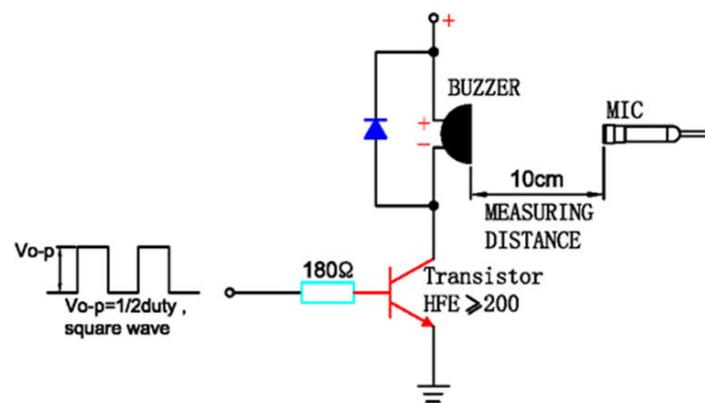 +
BUZZER
MIC
+
−
10cm
MEASURING
DISTANCE
Vo-p
180Ω
Transistor
HFE ⩾200
Vo-p=1/2duty ,
square wave